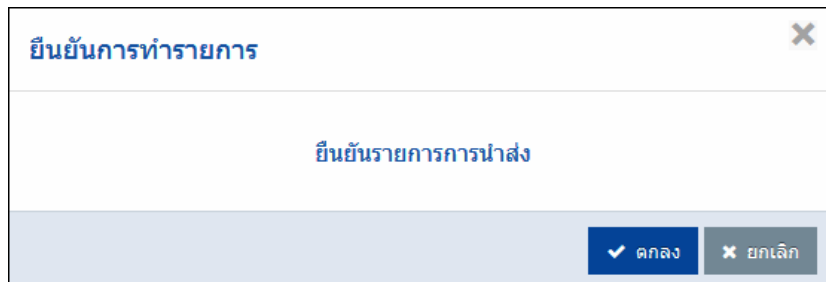 ยืนยันการทำรายการ
ยืนยันรายการการนำส่ง
ตกลง
ยกเลิก